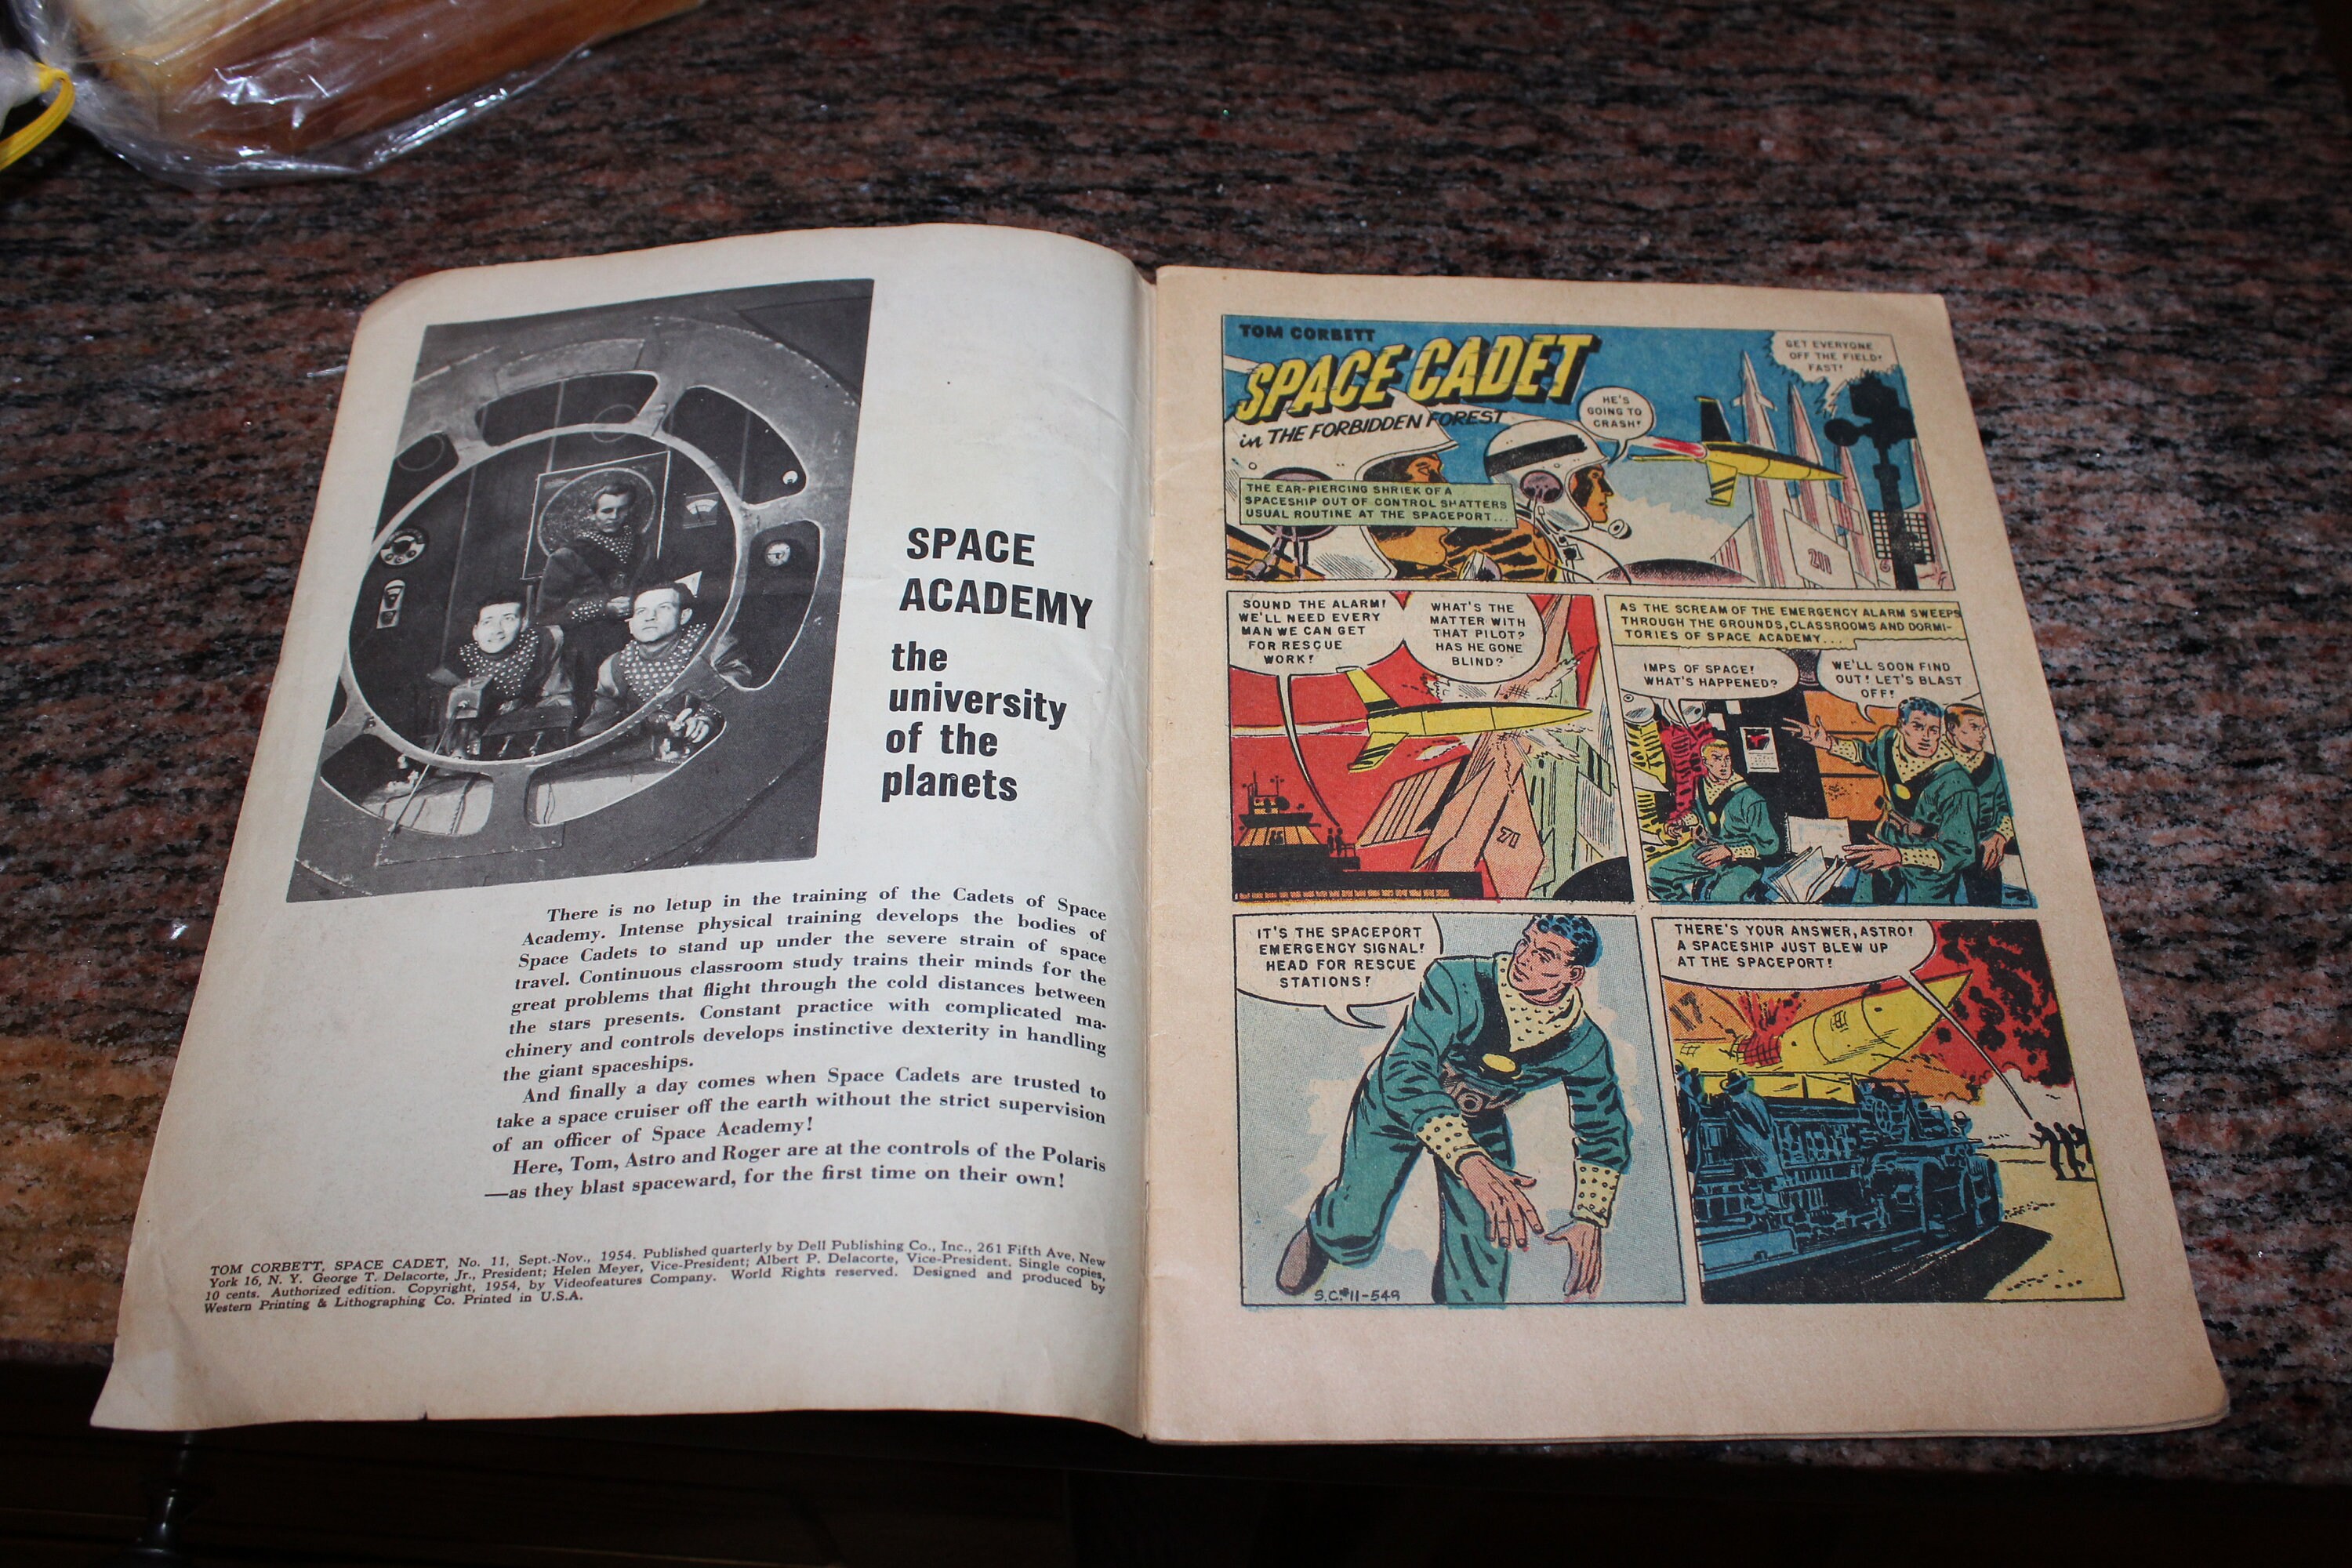 SPACE
ACADEMY
the
university
of the
planets
There is no letup in the training of the Cadets of Space
Academy. Intense physical training develops the bodies of
Space Cadets to stand up under the severe strain of space
travel. Continuous classroom study trains their minds for the
great problems that flight through the cold distances between
the stars presents. Constant practice with complicated ma-
chinery and controls develops instinctive dexterity in handling
the giant spaceships.
And finally a day comes when Space Cadets are trusted to
take a space cruiser off the earth without the strict supervision
of an officer of Space Academy!
Here, Tom, Astro and Roger are at the controls of the Polaris
—as they blast spaceward, for the first time on their own!
TOM CORBETT, SPACE CADET, No. 11, Sept.-Nov., 1954. Published quarterly by Dell Publishing Co., Inc., 261 Fifth Ave, New
York 16, N. Y. George T. Delacorte, Jr., President; Helen Meyer, Vice-President; Albert P. Delacorte, Vice-President. Single copies,
10 cents. Authorized edition. Copyright, 1954, by Videofeatures Company. World Rights reserved. Designed and produced by
Western Printing & Lithographing Co. Printed in U.S.A.
TOM CORBETT
SPACE CADET
in THE FORBIDDEN FOREST
HE'S
GOING TO
CRASH!
GET EVERYONE
OFF THE FIELD!
FAST!
THE EAR-PIERCING SHRIEK OF A
SPACESHIP OUT OF CONTROL SHATTERS
USUAL ROUTINE AT THE SPACEPORT...
SOUND THE ALARM!
WE'LL NEED EVERY
MAN WE CAN GET
FOR RESCUE
WORK!
WHAT'S THE
MATTER WITH
THAT PILOT?
HAS HE GONE
BLIND?
AS THE SCREAM OF THE EMERGENCY ALARM SWEEPS
THROUGH THE GROUNDS, CLASSROOMS AND DORMI-
TORIES OF SPACE ACADEMY...
IMPS OF SPACE!
WHAT'S HAPPENED?
WE'LL SOON FIND
OUT! LET'S BLAST
OFF!
IT'S THE SPACEPORT
EMERGENCY SIGNAL!
HEAD FOR RESCUE
STATIONS!
S.C.#11-549
THERE'S YOUR ANSWER, ASTRO!
A SPACESHIP JUST BLEW UP
AT THE SPACEPORT!
17